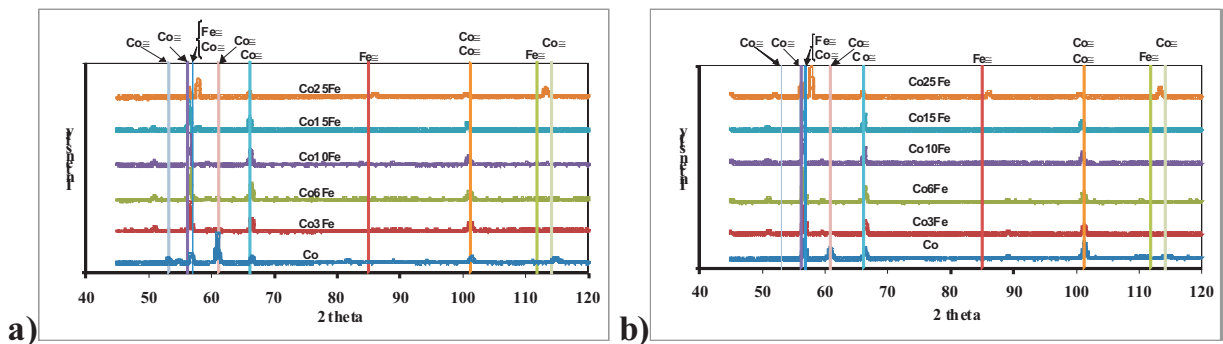 Fe≡
Co≡ Co≡ Co≡ Co≡
Co≡ Co≡ Co≡ Fe≡ Co≡
Co25Fe
Co15Fe
Co10Fe
Co6Fe
Co3Fe
Co
40 50 60 70 80 90 100 110 120
2 theta
a)
Fe≡
Co≡ Co≡ Co≡ Co≡ Co≡
Co≡ Co≡ Fe≡ Co≡ Fe≡
Co25Fe
Co15Fe
Co10Fe
Co6Fe
Co3Fe
Co
40 50 60 70 80 90 100 110 120
2 theta
b)